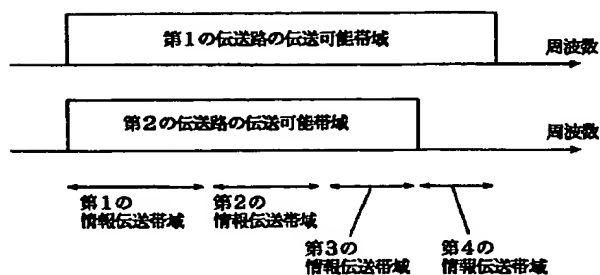 第1の伝送路の伝送可能帯域
周波数
第2の伝送路の伝送可能帯域
周波数
第1の
情報伝送帯域
第2の
情報伝送帯域
第3の
情報伝送帯域
第4の
情報伝送帯域